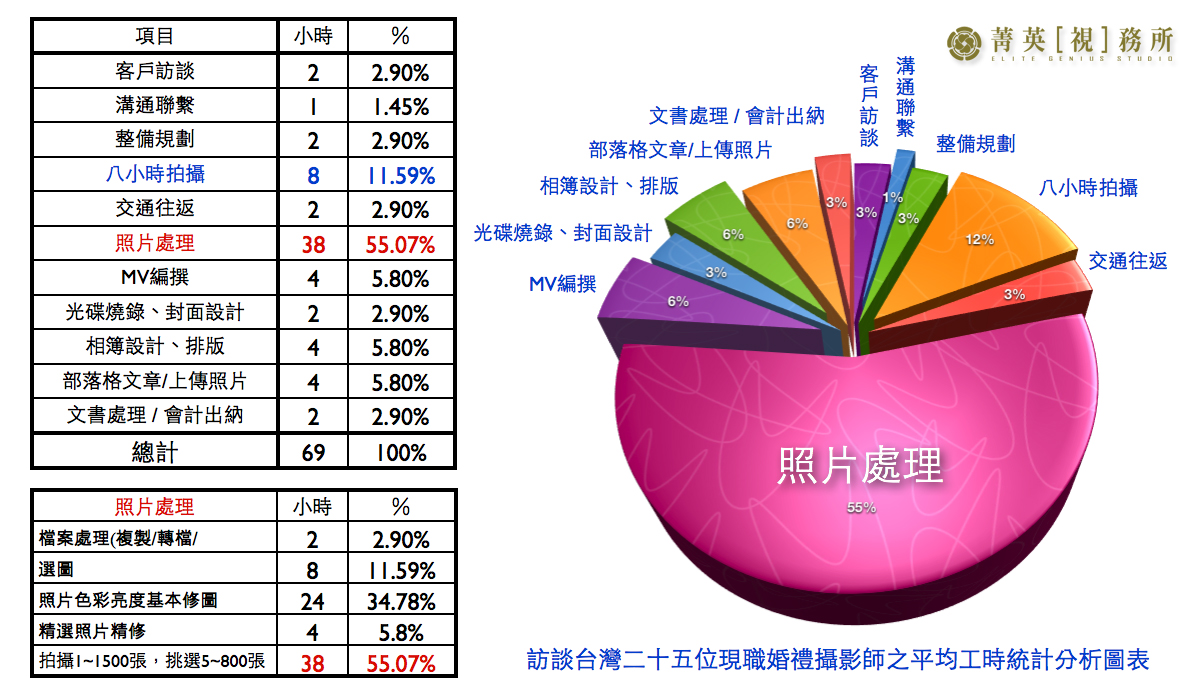 項目 小時 %
客戶訪談 2 2.90%
溝通聯繫 1 1.45%
整備規劃 2 2.90%
八小時拍攝 8 11.59%
交通往返 2 2.90%
照片處理 38 55.07%
MV編撰 4 5.80%
光碟燒錄、封面設計 2 2.90%
相簿設計、排版 4 5.80%
部落格文章/上傳照片 4 5.80%
文書處理 / 會計出納 2 2.90%
總計 69 100%
照片處理 小時 %
檔案處理(複製/轉檔/ 2 2.90%
選圖 8 11.59%
照片色彩亮度基本修圖 24 34.78%
精選照片精修 4 5.8%
拍攝1~1500張，挑選5~800張 38 55.07%
菁英[視]務所
ELITE GENIUS STUDIO
客戶訪談
溝通聯繫
文書處理 / 會計出納
整備規劃
部落格文章/上傳照片
相簿設計、排版
八小時拍攝
光碟燒錄、封面設計
交通往返
MV編撰
3%
1%
3%
3%
6%
6%
12%
3%
3%
6%
照片處理
55%
訪談台灣二十五位現職婚禮攝影師之平均工時統計分析圖表